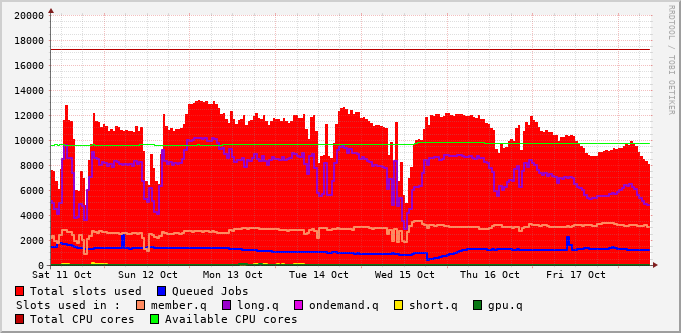 RRDTOOL / TOBI OETIKER
20000
18000
16000
14000
12000
10000
8000
6000
4000
2000
0
Sat 11 Oct Sun 12 Oct Mon 13 Oct Tue 14 Oct Wed 15 Oct Thu 16 Oct Fri 17 Oct
Total slots used Queued Jobs
Slots used in : member.q long.q ondemand.q short.q gpu.q
Total CPU cores Available CPU cores